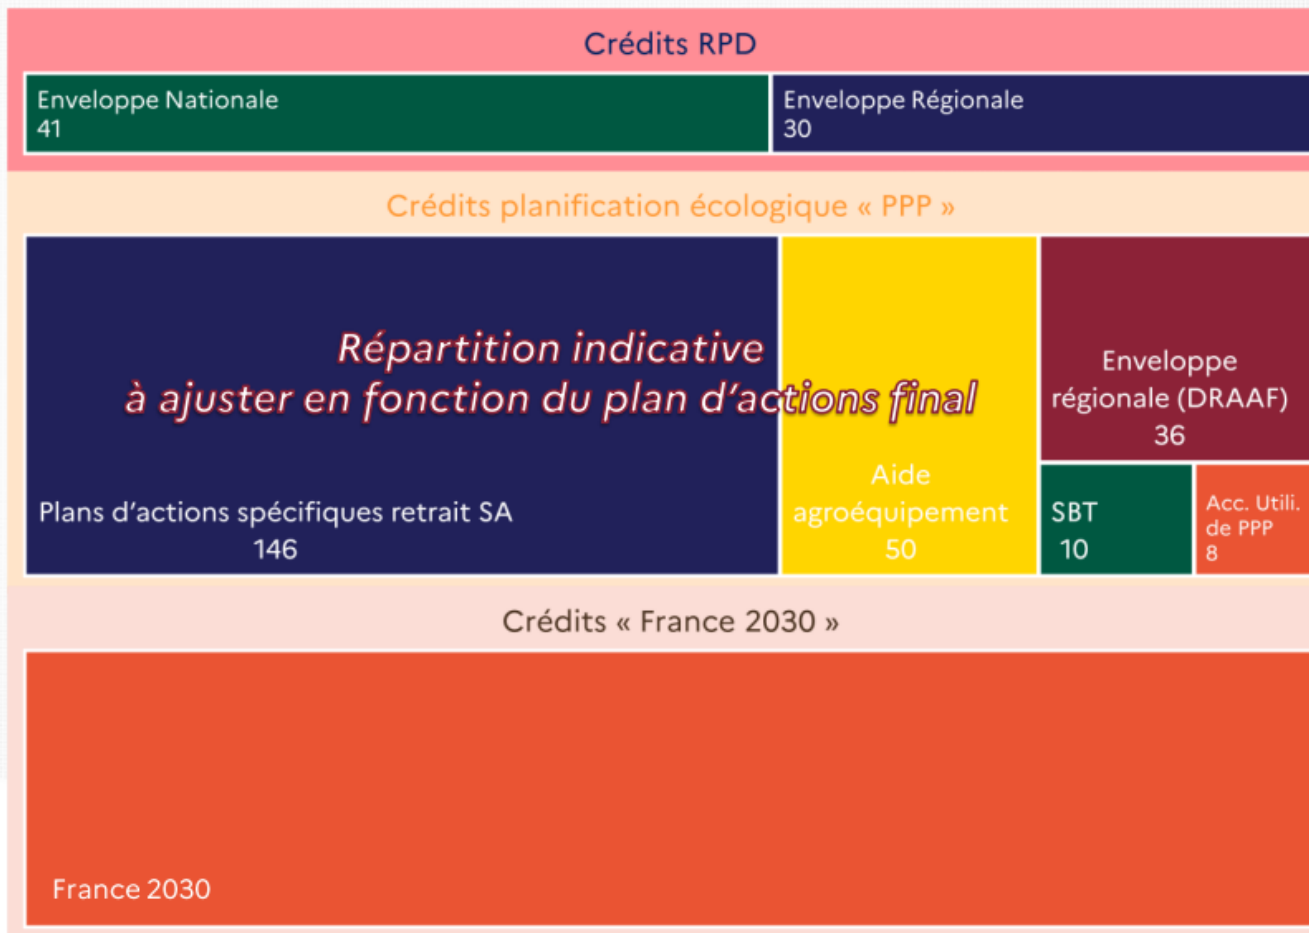 Crédits RPD
Enveloppe Nationale
41
Enveloppe Régionale
30
Crédits planification écologique « PPP »
Répartition indicative
à ajuster en fonction du plan d'actions final
Plans d'actions spécifiques retrait SA
146
Aide
agroéquipement
50
Enveloppe
régionale (DRAAF)
36
SBT
10
Acc. Utili.
de PPP
8
Crédits « France 2030 »
France 2030